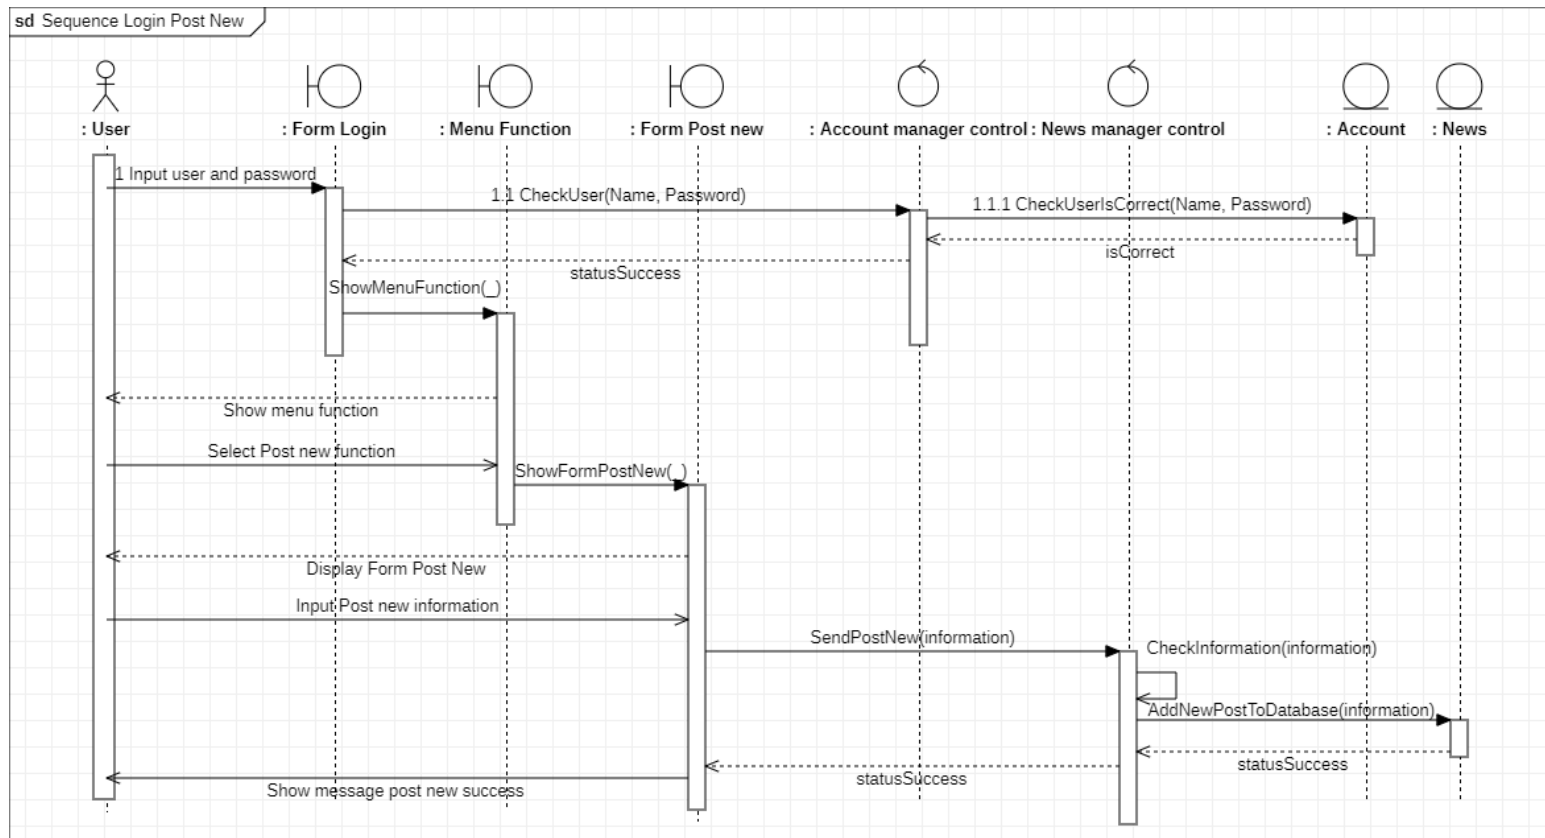 sd Sequence Login Post New
: User
: Form Login
: Menu Function
: Form Post new
: Account manager control
: News manager control
: Account
: News
1 Input user and password
1.1 CheckUser(Name, Password)
1.1.1 CheckUserIsCorrect(Name, Password)
isCorrect
statusSuccess
ShowMenuFunction(_)
Show menu function
Select Post new function
ShowFormPostNew(_)
Display Form Post New
Input Post new information
SendPostNew(information)
CheckInformation(information)
AddNewPostToDatabase(information)
statusSuccess
statusSuccess
Show message post new success